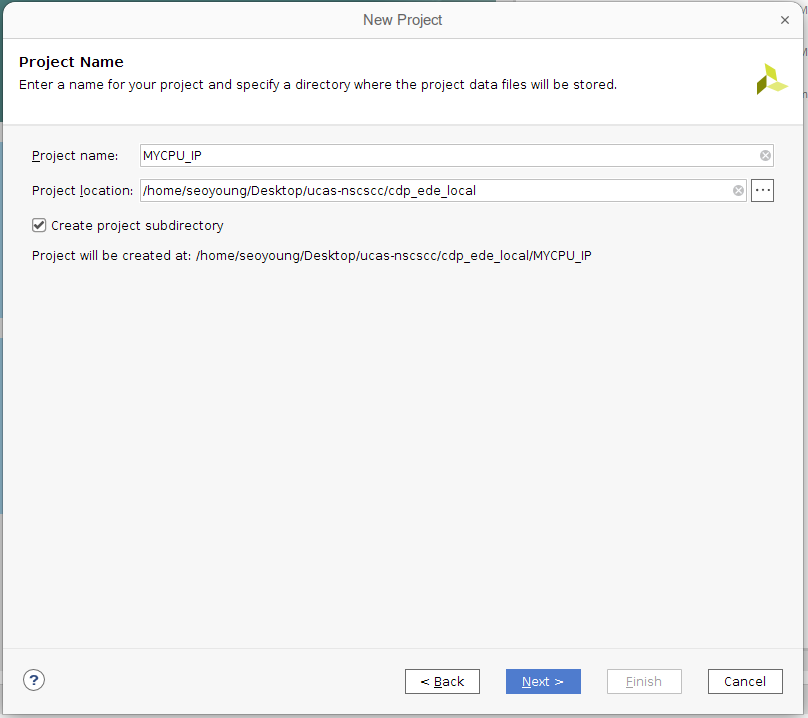 New Project
Project Name
Enter a name for your project and specify a directory where the project data files will be stored.
Project name: MYCPU_IP
Project location: /home/seoyoung/Desktop/ucas-nscscc/cdp_ede_local
Create project subdirectory
Project will be created at: /home/seoyoung/Desktop/ucas-nscscc/cdp_ede_local/MYCPU_IP
? < Back Next > Finish Cancel